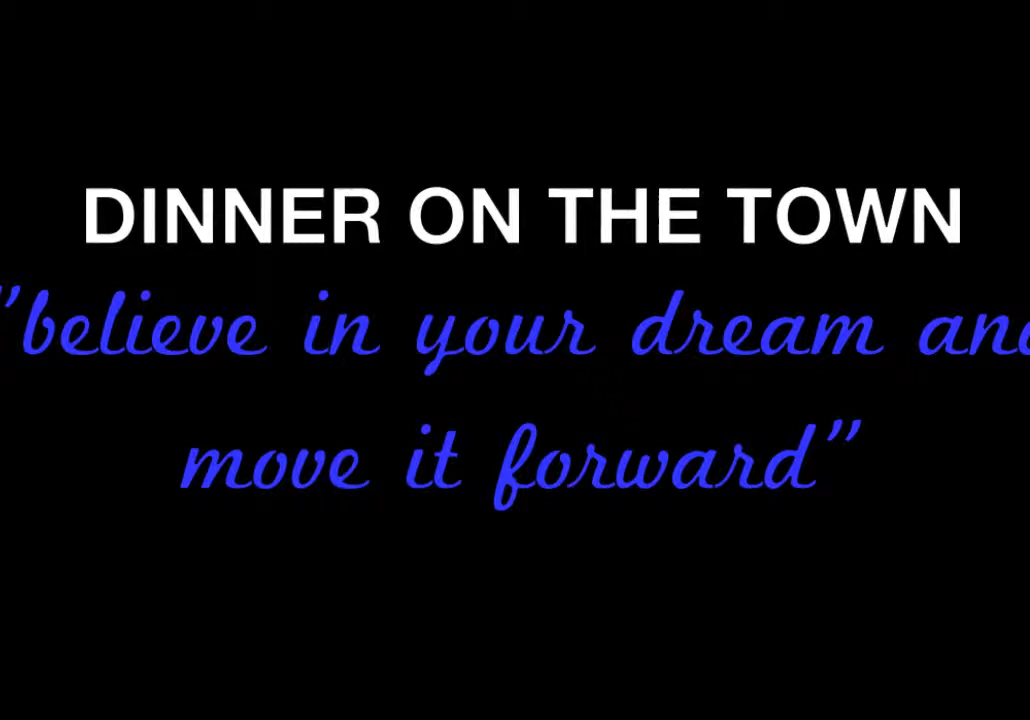 DINNER ON THE TOWN
”believe in your dream and
move it forward”